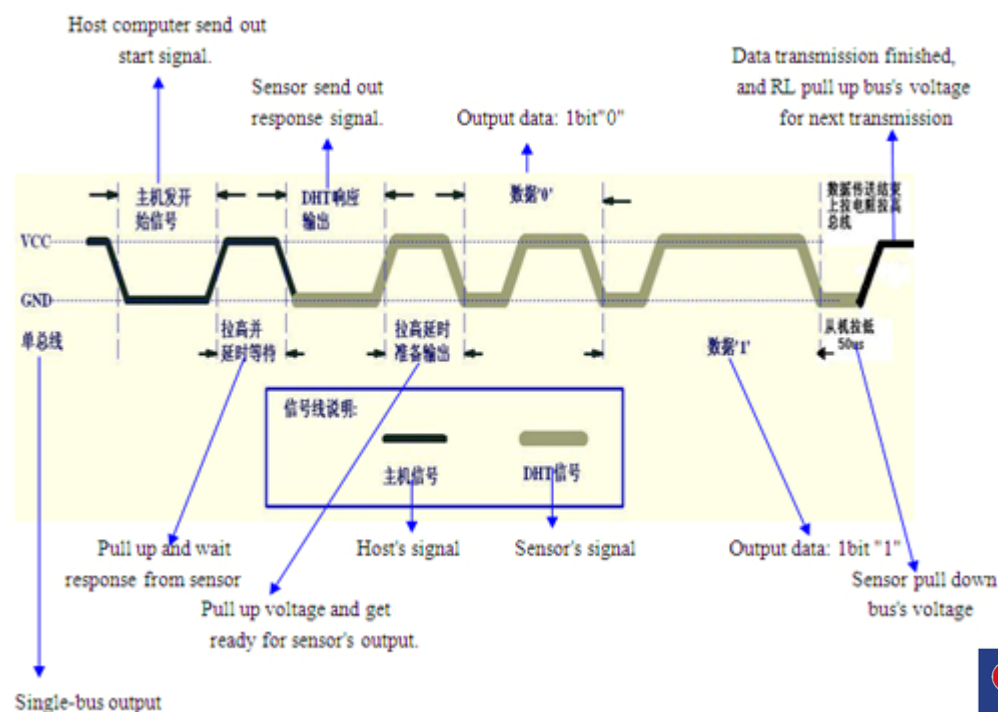 Host computer send out
start signal.
Sensor send out
response signal.
Output data: 1bit"0"
Data transmission finished,
and RL pull up bus's voltage
for next transmission
主机发开
始信号
DHT响应
输出
数据'0'
数据传送结束
上拉电阻拉高
总线
VCC
GND
单总线
拉高并
延时等待
拉高延时
准备输出
数据'1'
从机拉低
50us
信号线说明:
主机信号
DHT信号
Pull up and wait
response from sensor
Host's signal
Sensor's signal
Output data: 1bit "1"
Sensor pull down
bus's voltage
Pull up voltage and get
ready for sensor's output.
Single-bus output